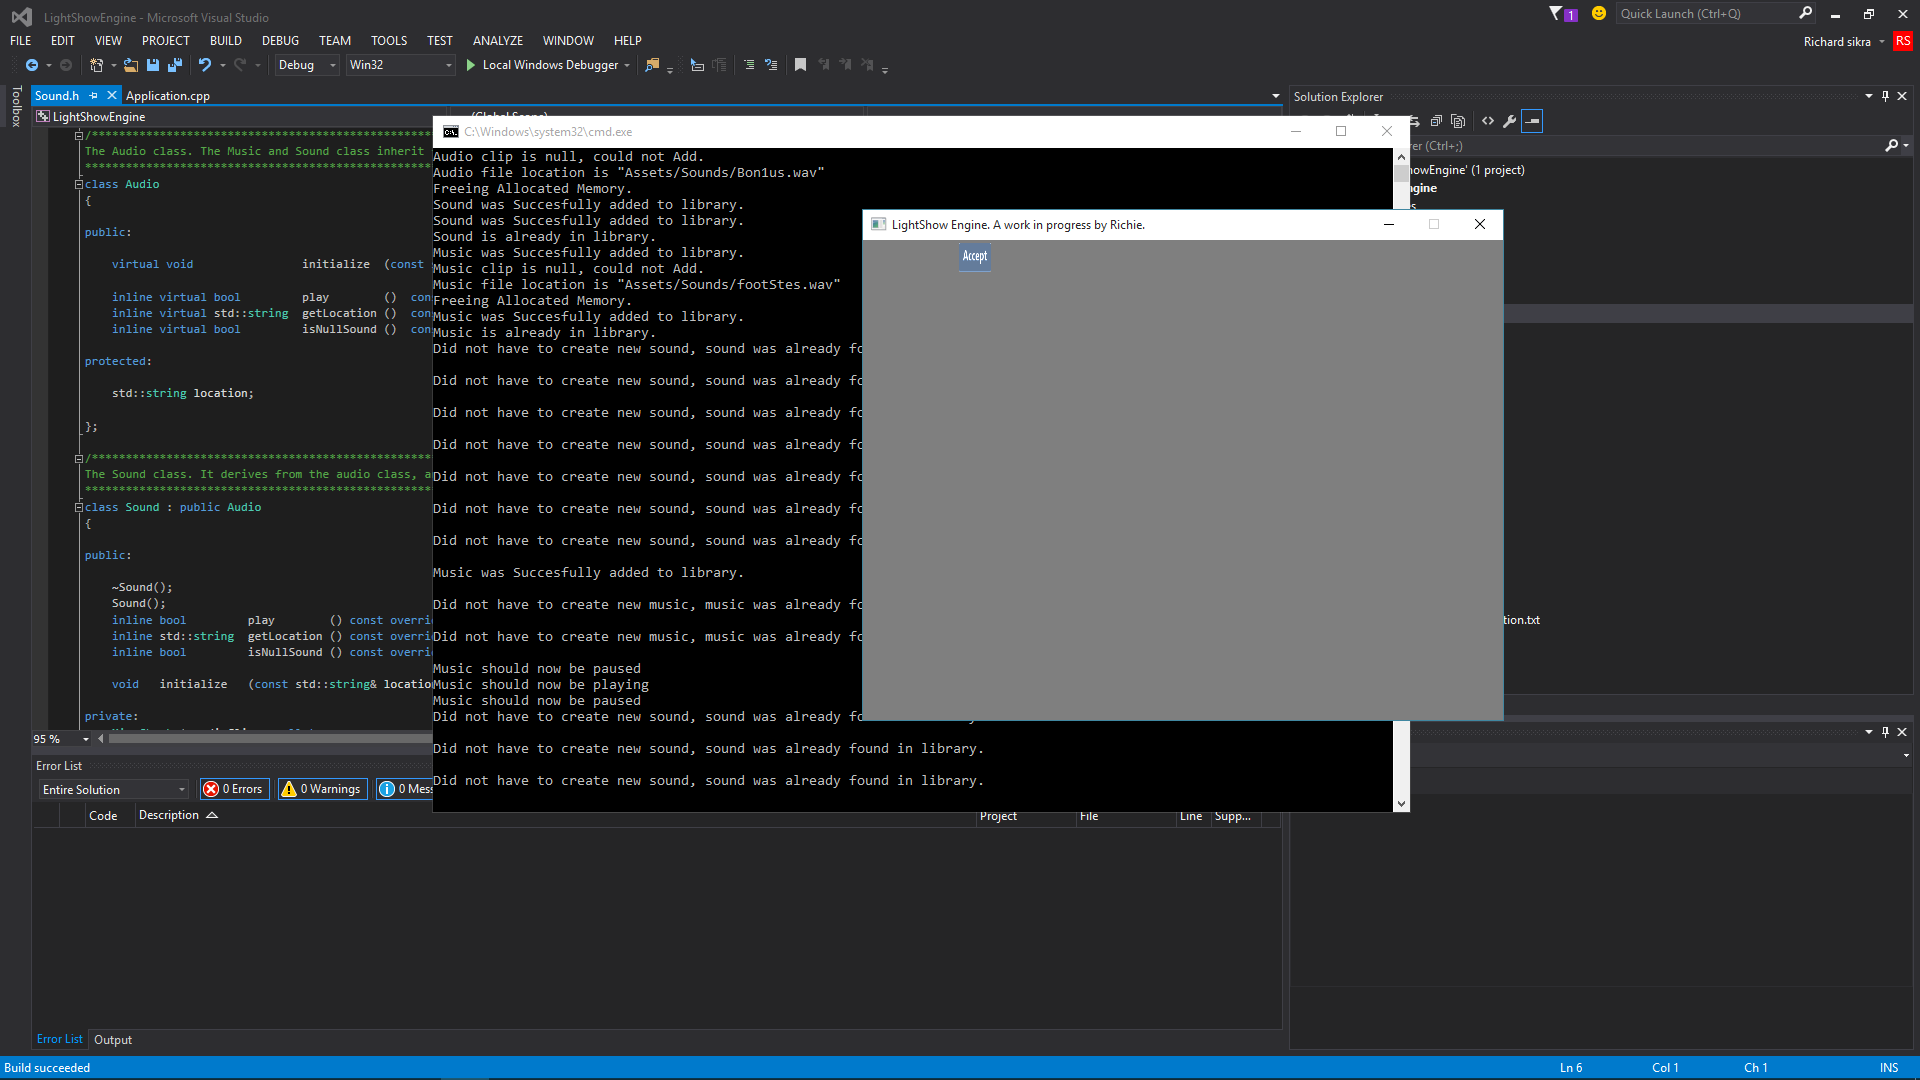 LightShowEngine - Microsoft Visual Studio
1
Quick Launch (Ctrl+Q)
FILE EDIT VIEW PROJECT BUILD DEBUG TEAM TOOLS TEST ANALYZE WINDOW HELP
Richard sikra RS
Debug Win32 Local Windows Debugger
Toolbox
Sound.h Application.cpp
LightShowEngine
(Global Scope)
/***************************************************
The Audio class. The Music and Sound class inherit
***************************************************
class Audio
{
public:
virtual void initialize (const
inline virtual bool play () con
inline virtual std::string getLocation () con
inline virtual bool isNullSound () con
protected:
std::string location;
};
/***************************************************
The Sound class. It derives from the audio class, a
***************************************************
class Sound : public Audio
{
public:
~Sound();
Sound();
inline bool play () const overri
inline std::string getLocation () const overri
inline bool isNullSound () const overri
void initialize (const std::string& locatio
private:
95 %
C:\Windows\system32\cmd.exe
Audio clip is null, could not Add.
Audio file location is "Assets/Sounds/Bon1us.wav"
Freeing Allocated Memory.
Sound was Succesfully added to library.
Sound was Succesfully added to library.
Sound is already in library.
Music was Succesfully added to library.
Music clip is null, could not Add.
Music file location is "Assets/Sounds/footStes.wav"
Freeing Allocated Memory.
Music was Succesfully added to library.
Music is already in library.
Did not have to create new sound, sound was already fo
Did not have to create new sound, sound was already fo
Did not have to create new sound, sound was already fo
Did not have to create new sound, sound was already fo
Did not have to create new sound, sound was already fo
Did not have to create new sound, sound was already fo
Did not have to create new sound, sound was already fo
Music was Succesfully added to library.
Did not have to create new music, music was already fo
Did not have to create new music, music was already fo
Music should now be paused
Music should now be playing
Music should now be paused
Did not have to create new sound, sound was already fo
Did not have to create new sound, sound was already found in library.
Did not have to create new sound, sound was already found in library.
LightShow Engine. A work in progress by Richie.
Accept
Solution Explorer
rer (Ctrl+;)
howEngine' (1 project)
ngine
es
tion.txt
Error List
Entire Solution 0 Errors 0 Warnings 0 Mess
Code Description Project File Line Supp...
Error List Output
Build succeeded Ln 6 Col 1 Ch 1 INS